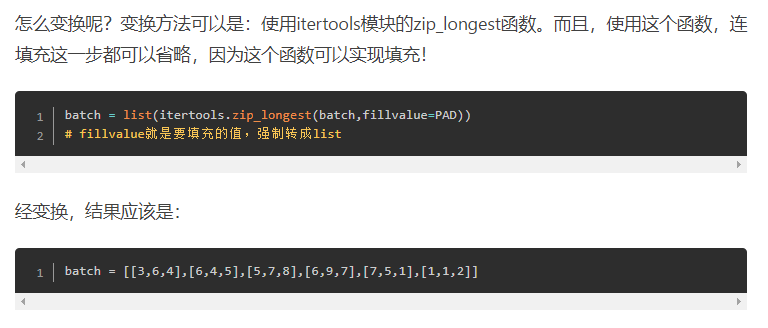 怎么变换呢？变换方法可以是：使用itertools模块的zip_longest函数。而且，使用这个函数，连
填充这一步都可以省略，因为这个函数可以实现填充！
1 batch = list(itertools.zip_longest(batch,fillvalue=PAD))
2 # fillvalue就是要填充的值，强制转成list
经变换，结果应该是：
1 batch = [[3,6,4],[6,4,5],[5,7,8],[6,9,7],[7,5,1],[1,1,2]]